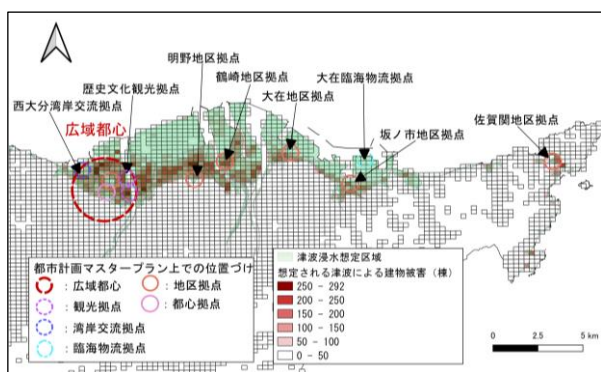 明野地区拠点
鶴崎地区拠点
歴史文化観光拠点
大在地区拠点
大在臨海物流拠点
西大分湾岸交流拠点
広域都心
坂ノ市地区拠点
佐賀関地区拠点
都市計画マスタープラン上での位置づけ
：広域都心
：地区拠点
：観光拠点
：都心拠点
：湾岸交流拠点
：臨海物流拠点
津波浸水想定区域
想定される津波による建物被害（棟）
250 - 292
200 - 250
150 - 200
100 - 150
50 - 100
0 - 50
0 2.5 5 km